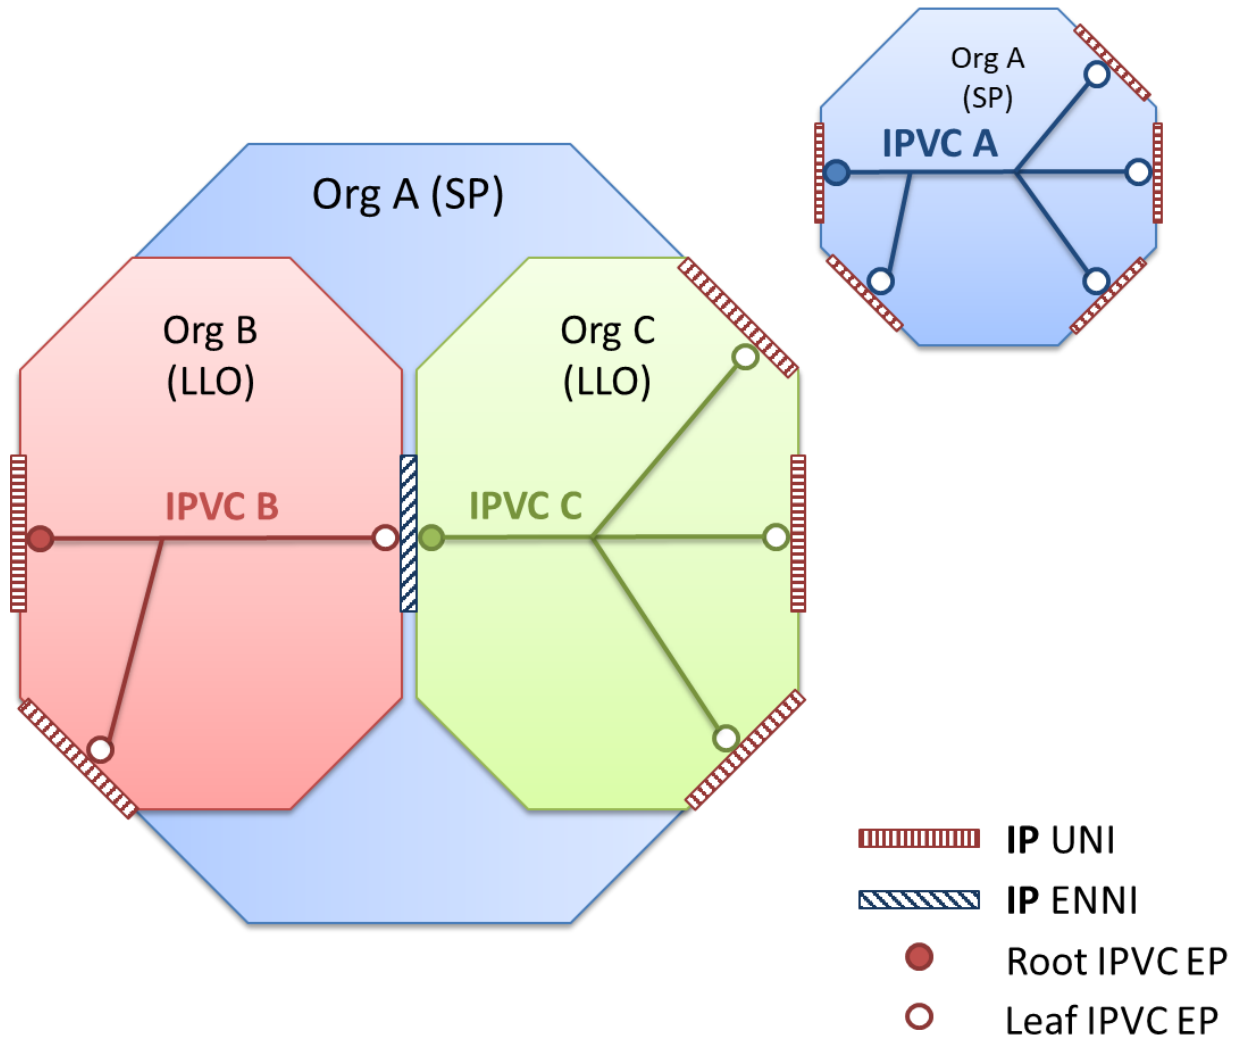 Org A
(SP)
IPVC A
Org A (SP)
Org B
(LLO)
Org C
(LLO)
IPVC B
IPVC C
IP UNI
IP ENNI
Root IPVC EP
Leaf IPVC EP